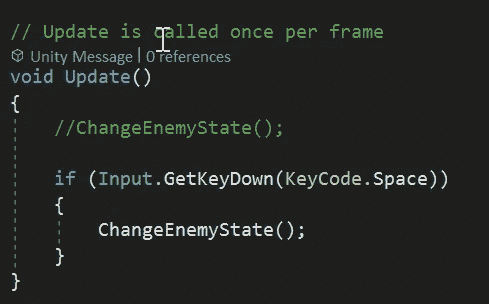 // Update is called once per frame
Unity Message | 0 references
void Update()
{
//ChangeEnemyState();
if (Input.GetKeyDown(KeyCode.Space))
{
ChangeEnemyState();
}
}